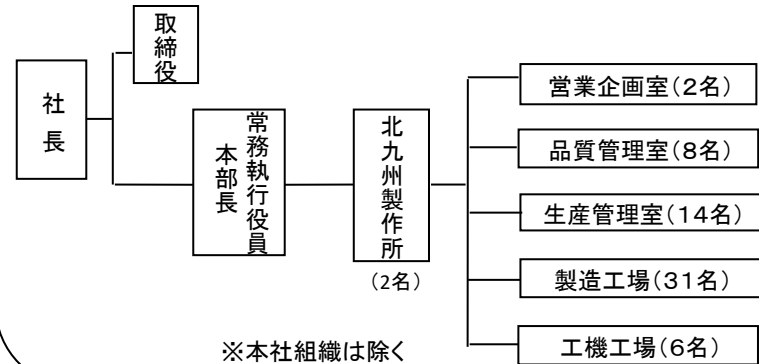 取締役
社長
常務執行役員
本部長
北九州製作所
(2名)
営業企画室(2名)
品質管理室(8名)
生産管理室(14名)
製造工場(31名)
工機工場(6名)
※本社組織は除く